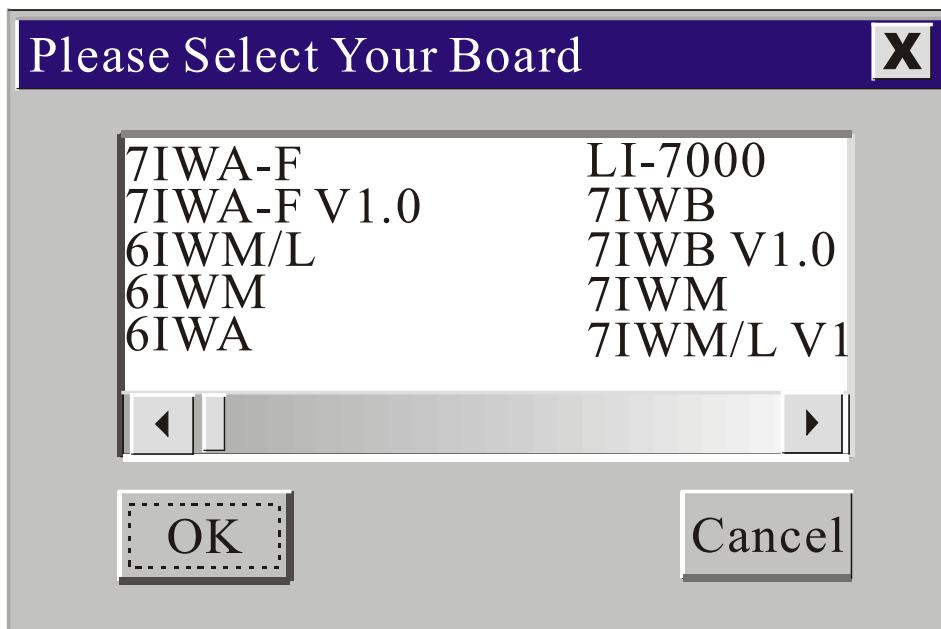 Please Select Your Board
X
7IWA-F
7IWA-F V1.0
6IWM/L
6IWM
6IWA
LI-7000
7IWB
7IWB V1.0
7IWM
7IWM/L V1
OK
Cancel